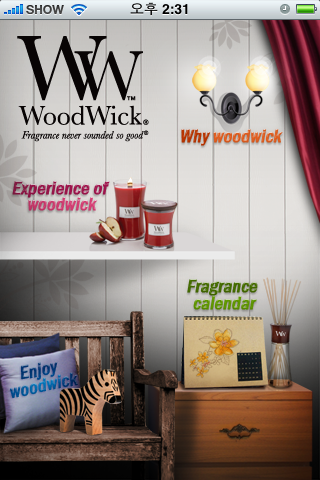 SHOW
오후 2:31
WW™
WoodWick®
Fragrance never sounded so good®
Why woodwick
Experience of
woodwick
Fragrance
calendar
Enjoy
woodwick